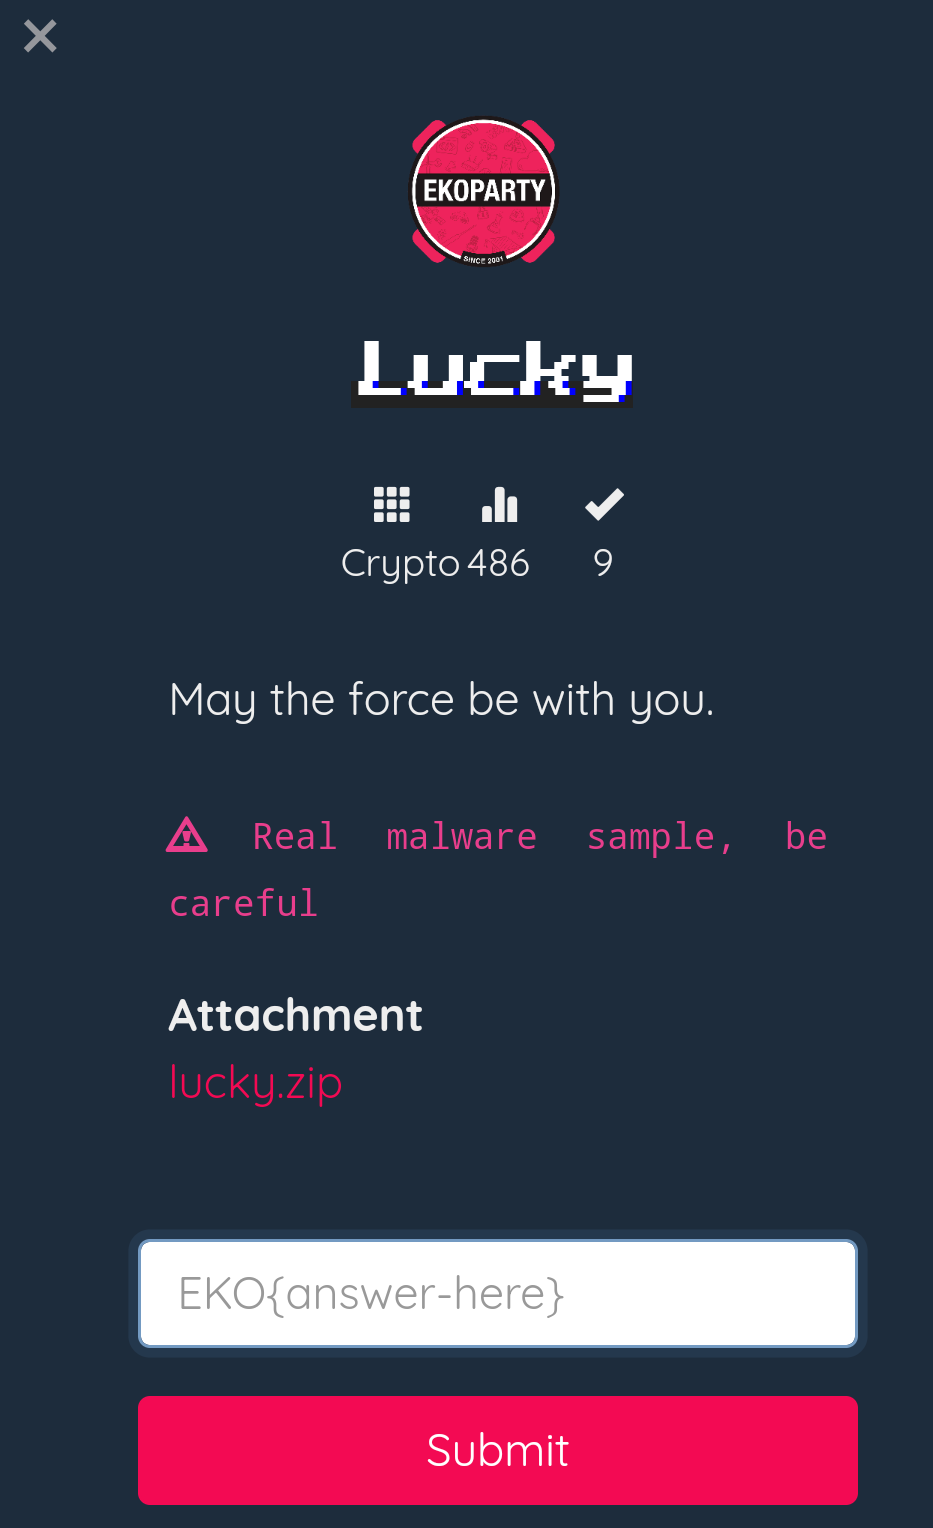 EKOPARTY
SINCE 2001
Lucky
Crypto 486 9
May the force be with you.
Real malware sample, be
careful
Attachment
lucky.zip
EKO{answer-here}
Submit